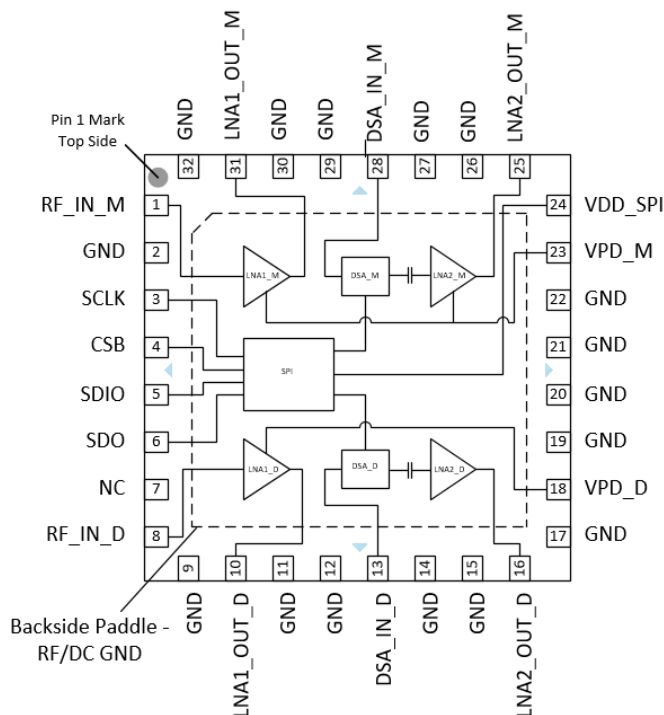 LNA1_OUT_M
DSA_IN_M
LNA2_OUT_M
GND
GND
GND
GND
GND
Pin 1 Mark
Top Side
32
31
30
29
28
27
26
25
RF_IN_M
1
24
VDD_SPI
GND
2
23
VPD_M
LNA1_M
DSA_M
LNA2_M
SCLK
3
22
GND
CSB
4
21
GND
SPI
SDIO
5
20
GND
SDO
6
19
GND
LNA1_D
DSA_D
LNA2_D
NC
7
18
VPD_D
RF_IN_D
8
17
GND
9
10
11
12
13
14
15
16
GND
LNA1_OUT_D
GND
GND
DSA_IN_D
GND
GND
LNA2_OUT_D
Backside Paddle -
RF/DC GND